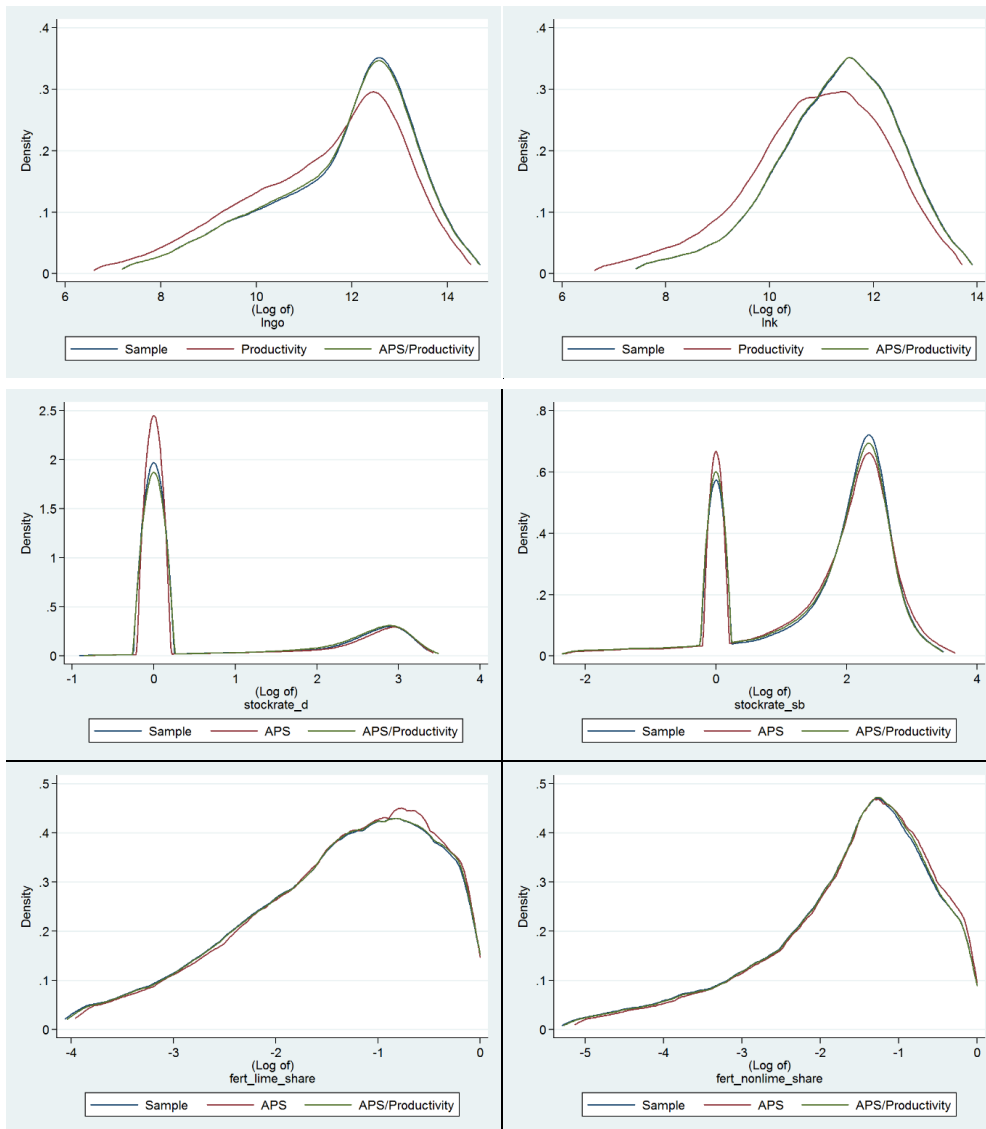 .4
.3
.2
.1
0
Density
6 8 10 12 14
(Log of)
lngo
Sample Productivity APS/Productivity
.4
.3
.2
.1
0
Density
6 8 10 12 14
(Log of)
lnk
Sample Productivity APS/Productivity
2.5
2
1.5
1
.5
0
Density
-1 0 1 2 3 4
(Log of)
stockrate_d
Sample APS APS/Productivity
.8
.6
.4
.2
0
Density
-2 0 2 4
(Log of)
stockrate_sb
Sample APS APS/Productivity
.5
.4
.3
.2
.1
0
Density
-4 -3 -2 -1 0
(Log of)
fert_lime_share
Sample APS APS/Productivity
.5
.4
.3
.2
.1
0
Density
-5 -4 -3 -2 -1 0
(Log of)
fert_nonlime_share
Sample APS APS/Productivity